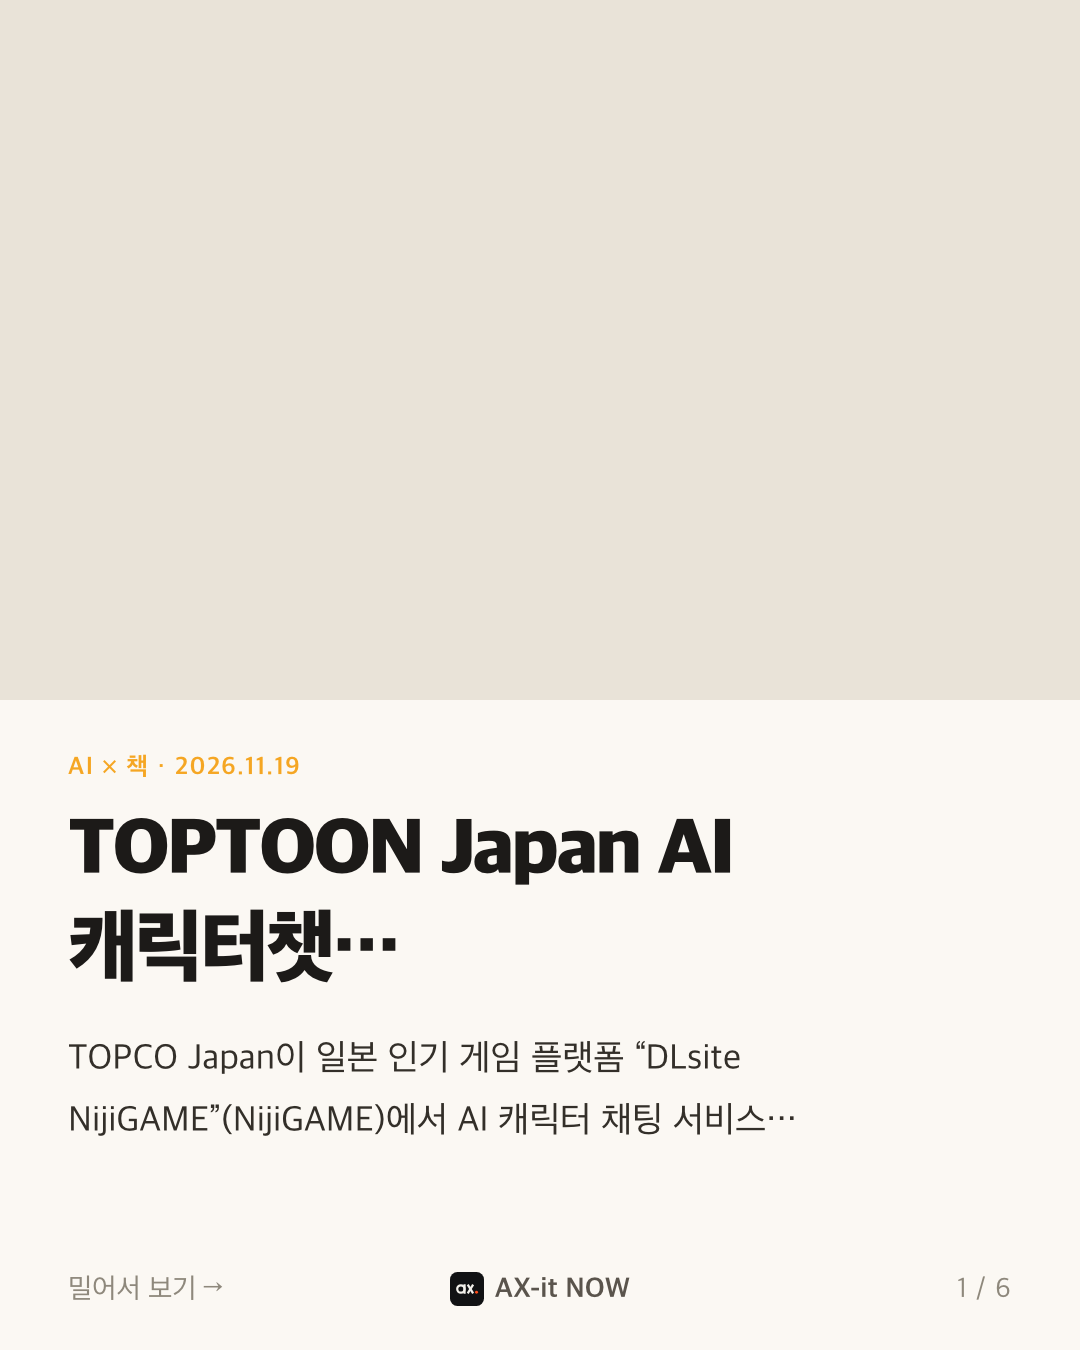 AI × 책 · 2026.11.19
TOPTOON Japan AI
캐릭터챗…
TOPCO Japan이 일본 인기 게임 플랫폼 “DLsite
NijiGAME”(NijiGAME)에서 AI 캐릭터 채팅 서비스…
밀어서 보기 →
ax. AX-it NOW
1 / 6